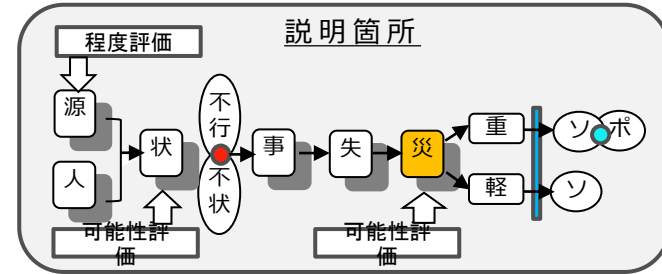 説明箇所
程度評価
源
人
状
不行
不状
事
失
災
重
軽
ソ
ポ
ソ
可能性評
価
可能性評
価